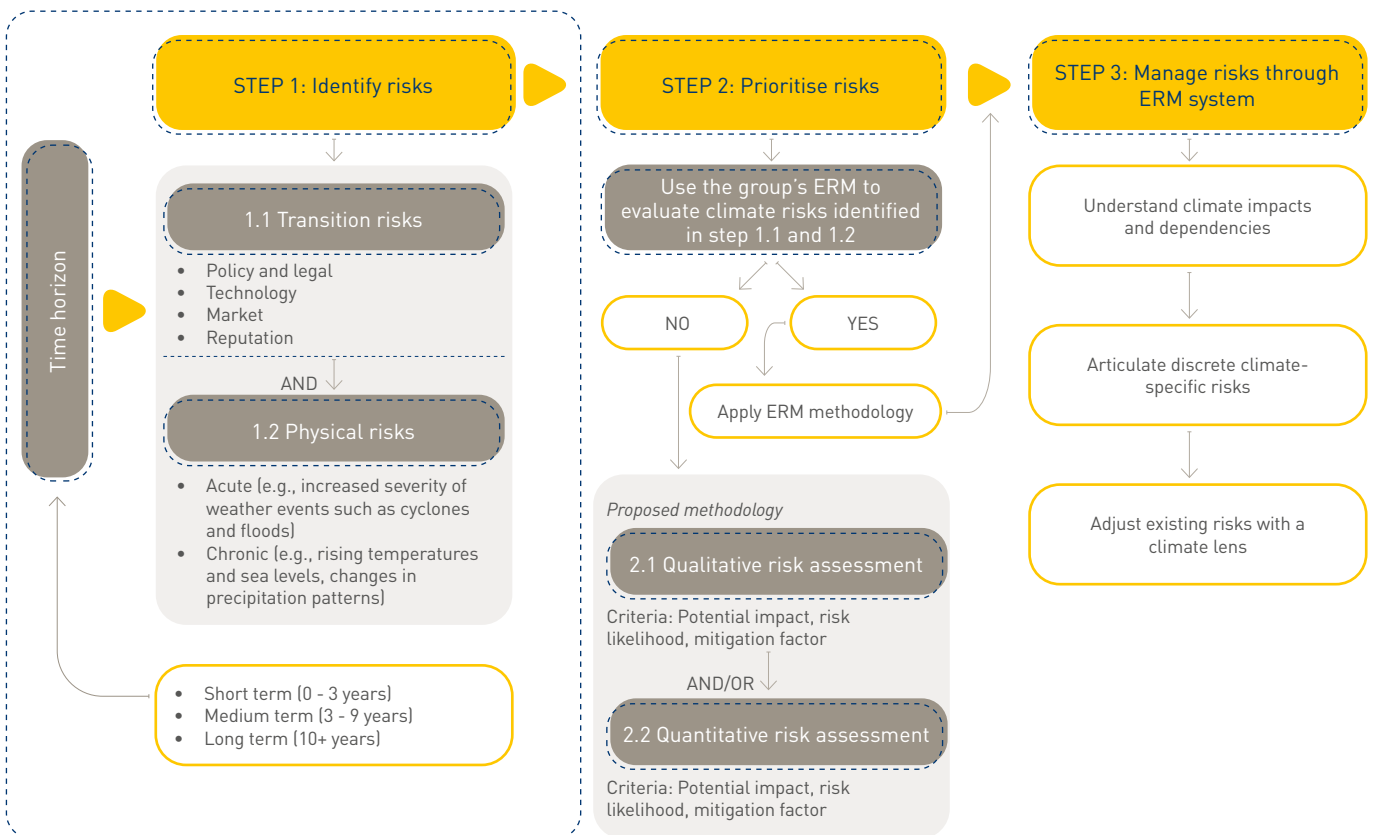 STEP 1: Identify risks
Time horizon
1.1 Transition risks
• Policy and legal
• Technology
• Market
• Reputation
AND
1.2 Physical risks
• Acute (e.g., increased severity of
weather events such as cyclones
and floods)
• Chronic (e.g., rising temperatures
and sea levels, changes in
precipitation patterns)
• Short term (0 - 3 years)
• Medium term (3 - 9 years)
• Long term (10+ years)
STEP 2: Prioritise risks
Use the group's ERM to
evaluate climate risks identified
in step 1.1 and 1.2
NO
YES
Apply ERM methodology
Proposed methodology
2.1 Qualitative risk assessment
Criteria: Potential impact, risk
likelihood, mitigation factor
AND/OR
2.2 Quantitative risk assessment
Criteria: Potential impact, risk
likelihood, mitigation factor
STEP 3: Manage risks through
ERM system
Understand climate impacts
and dependencies
Articulate discrete climate-
specific risks
Adjust existing risks with a
climate lens